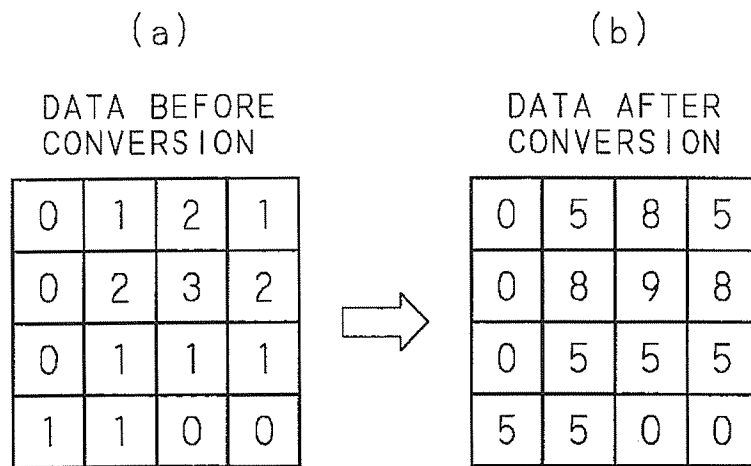 (a)
DATA BEFORE
CONVERSION
0 1 2 1
0 2 3 2
0 1 1 1
1 1 0 0
(b)
DATA AFTER
CONVERSION
0 5 8 5
0 8 9 8
0 5 5 5
5 5 0 0